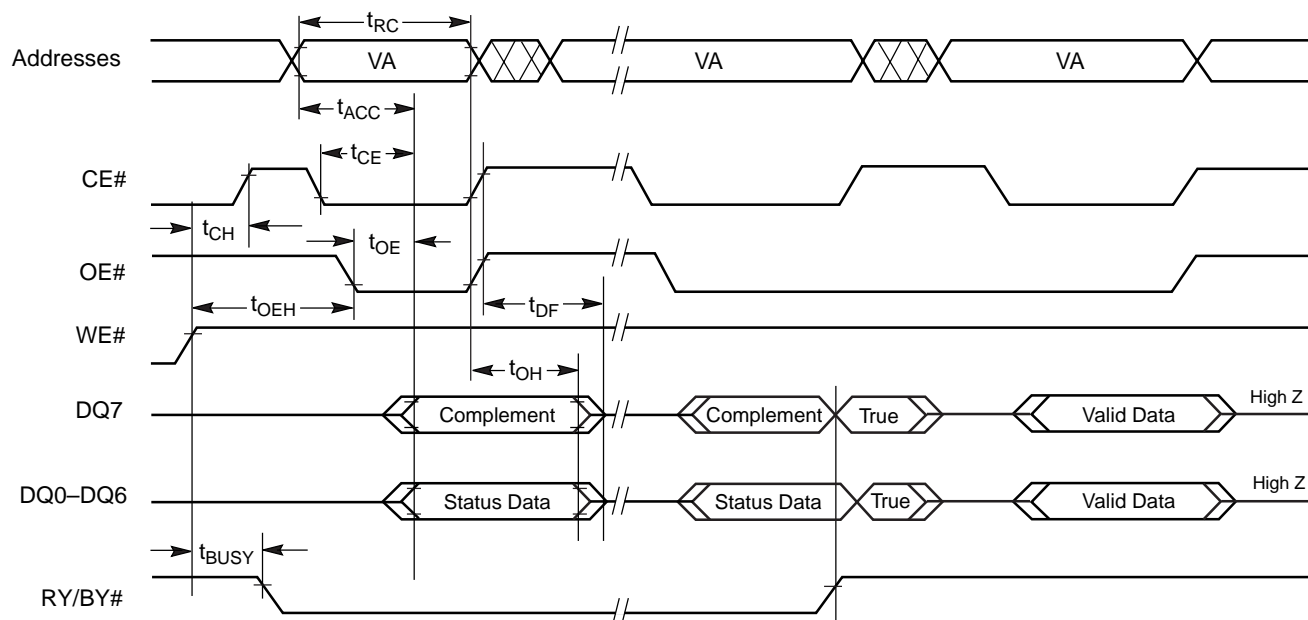 tRC
Addresses VA VA VA
tACC
tCE
CE#
tCH tOE
OE#
tOEH tDF
WE#
tOH
DQ7 Complement Complement True Valid Data High Z
DQ0–DQ6 Status Data Status Data True Valid Data High Z
tBUSY
RY/BY#